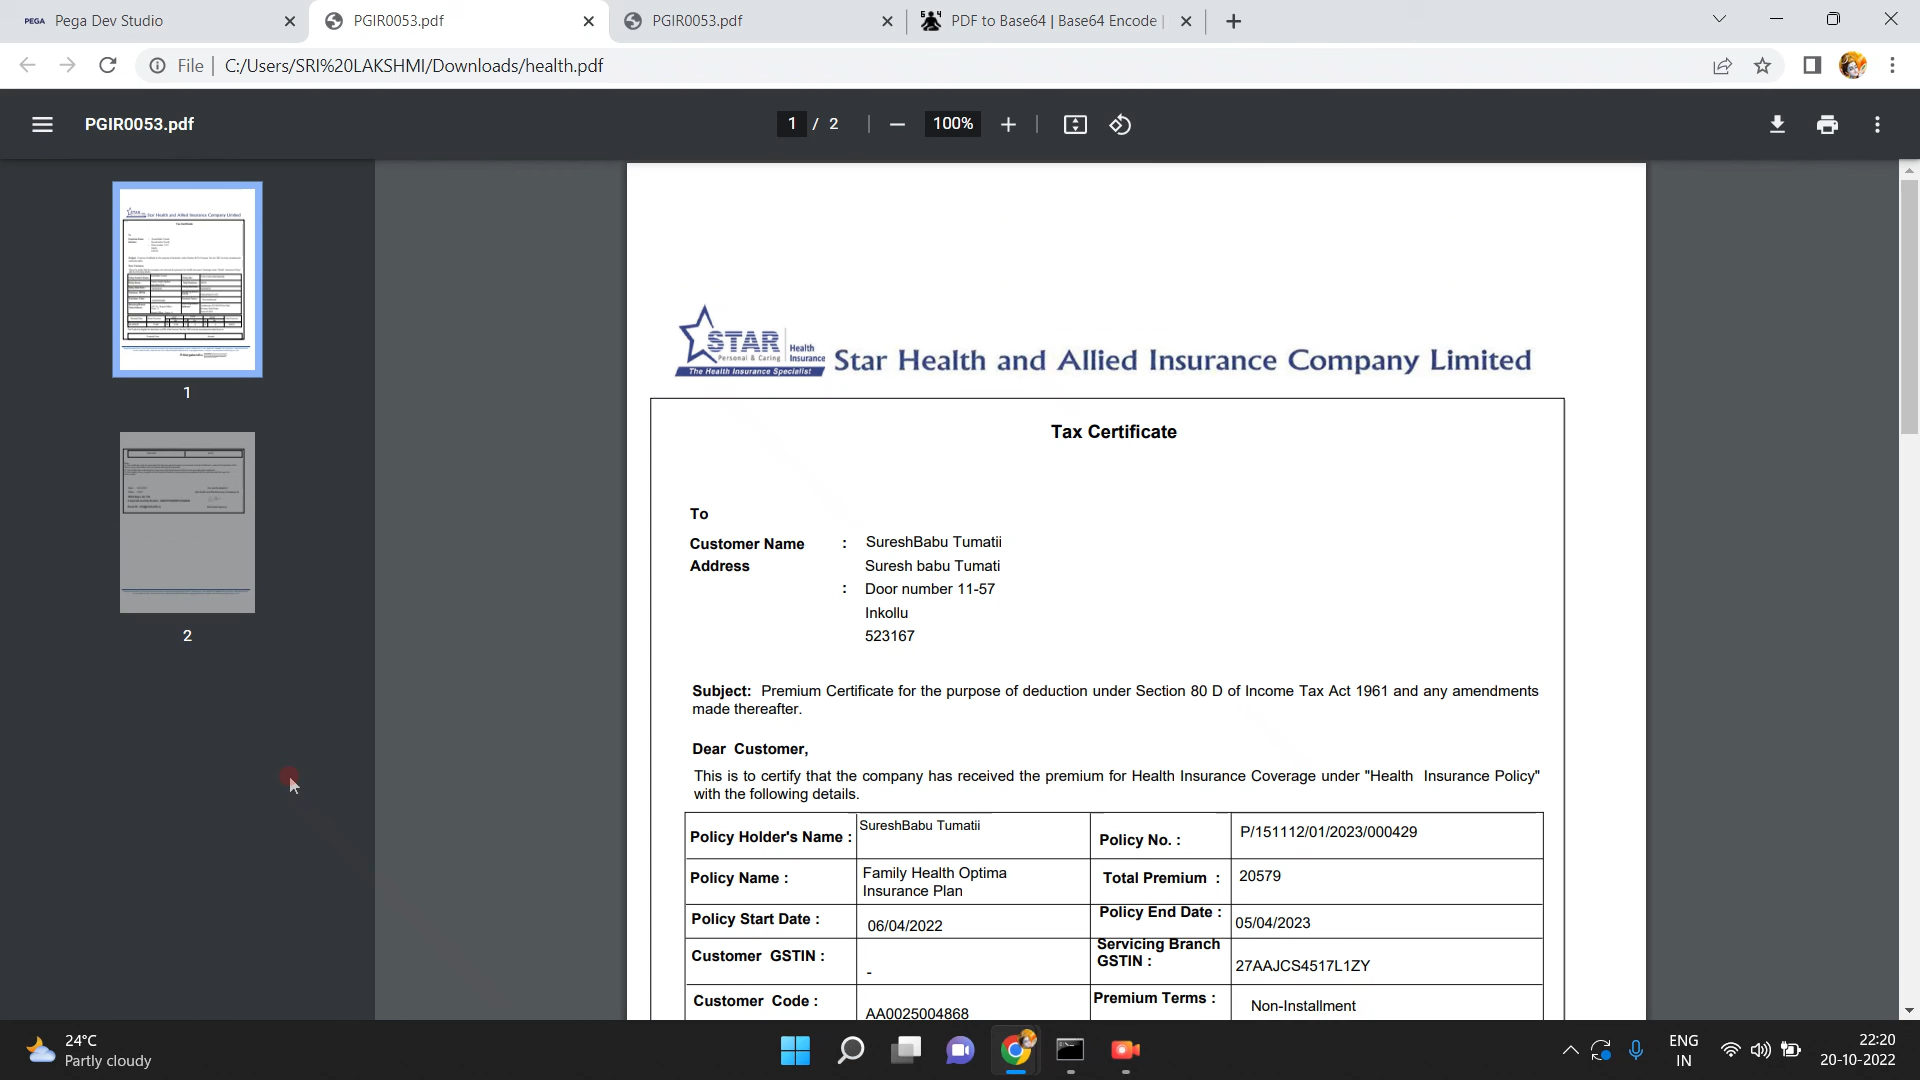 PEGA Pega Dev Studio
PGIR0053.pdf
PGIR0053.pdf
PDF to Base64 | Base64 Encode |
File | C:/Users/SRI%20LAKSHMI/Downloads/health.pdf
PGIR0053.pdf
1 / 2
100%
1
2
STAR
Personal & Caring
Health
Insurance
The Health Insurance Specialist
Star Health and Allied Insurance Company Limited
Tax Certificate
To
Customer Name : SureshBabu Tumatii
Address Suresh babu Tumati
: Door number 11-57
Inkollu
523167
Subject: Premium Certificate for the purpose of deduction under Section 80 D of Income Tax Act 1961 and any amendments
made thereafter.
Dear Customer,
This is to certify that the company has received the premium for Health Insurance Coverage under "Health Insurance Policy"
with the following details.
Policy Holder's Name : SureshBabu Tumatii Policy No. : P/151112/01/2023/000429
Policy Name : Family Health Optima
Insurance Plan
Total Premium : 20579
Policy Start Date : 06/04/2022 Policy End Date : 05/04/2023
Customer GSTIN : -
Servicing Branch
GSTIN :
27AAJCS4517L1ZY
Customer Code : AA0025004868 Premium Terms : Non-Installment
24°C
Partly cloudy
ENG
IN
22:20
20-10-2022